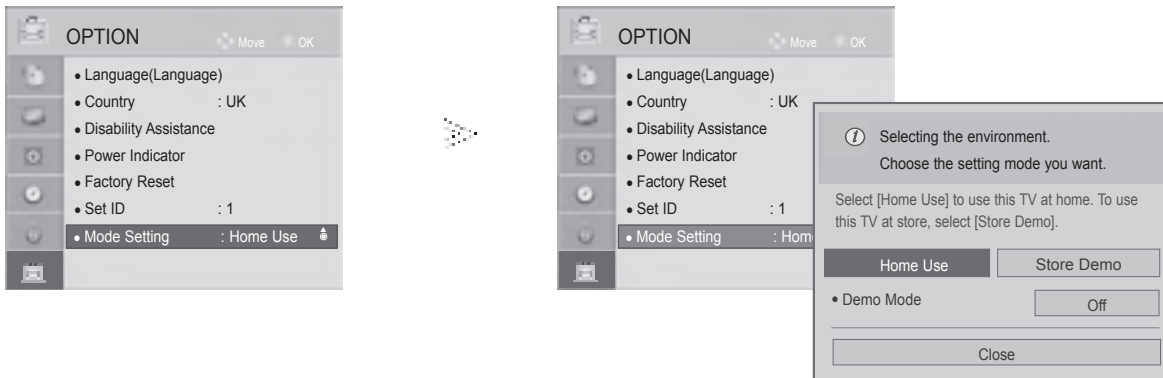 OPTION
Move OK
• Language(Language)
• Country : UK
• Disability Assistance
• Power Indicator
• Factory Reset
• Set ID : 1
• Mode Setting : Home Use
OPTION
Move OK
• Language(Language)
• Country : UK
• Disability Assistance
• Power Indicator
• Factory Reset
• Set ID : 1
• Mode Setting : Hom
Selecting the environment.
Choose the setting mode you want.
Select [Home Use] to use this TV at home. To use
this TV at store, select [Store Demo].
Home Use Store Demo
• Demo Mode Off
Close